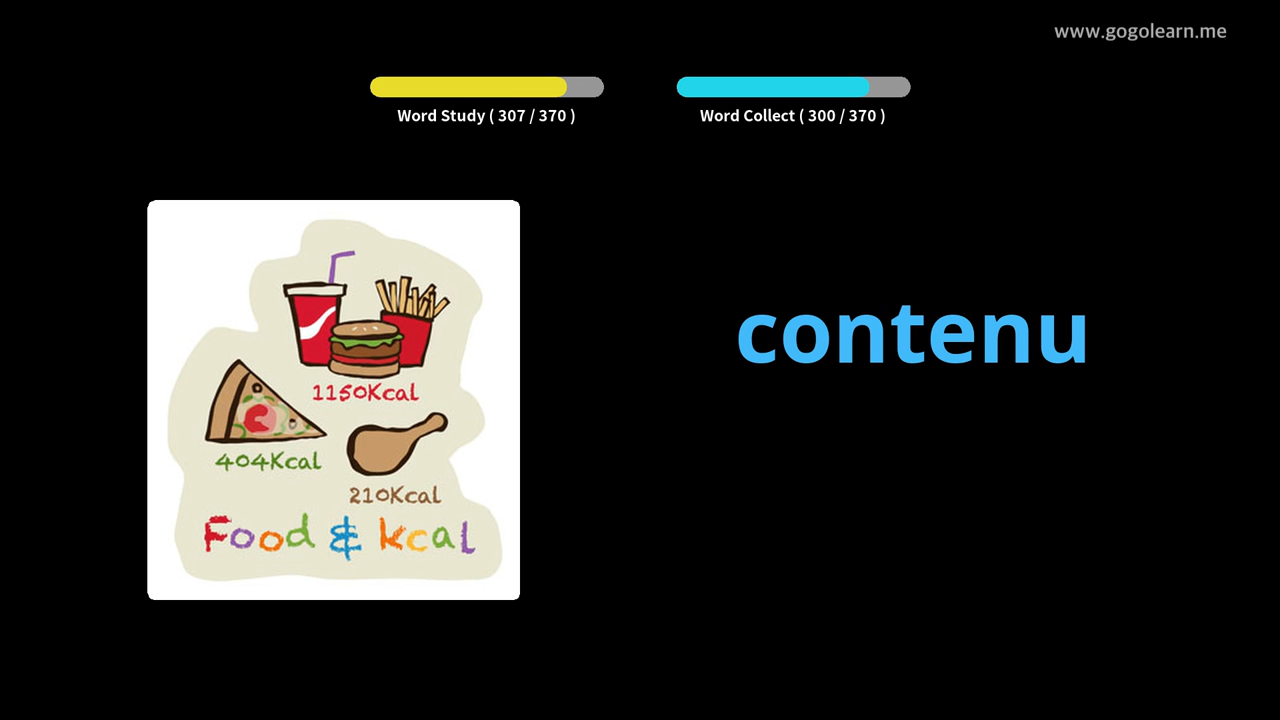 www.gogolearn.me
Word Study ( 307 / 370 )
Word Collect ( 300 / 370 )
1150Kcal
404Kcal
210Kcal
Food & kcal
contenu